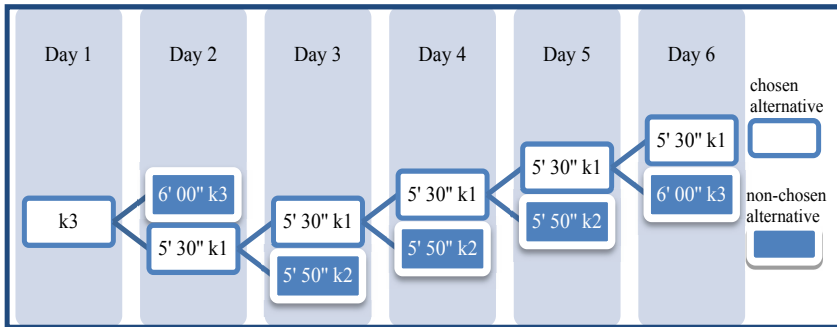 Day 1
Day 2
Day 3
Day 4
Day 5
Day 6
chosen
alternative
5' 30" k1
5' 30" k1
6' 00" k3
5' 30" k1
6' 00" k3
non-chosen
alternative
k3
5' 30" k1
5' 30" k1
5' 50" k2
5' 50" k2
5' 50" k2